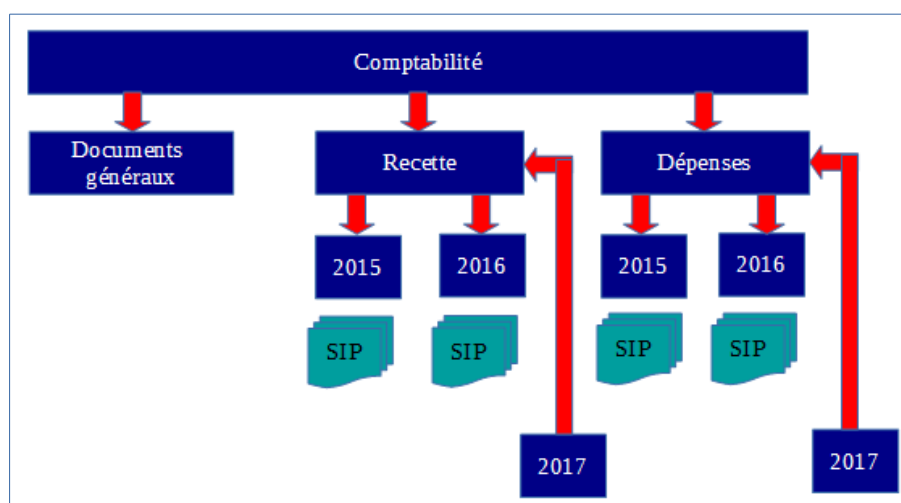 Comptabilité
Documents
généraux
Recette
Dépenses
2015
2016
2015
2016
SIP
SIP
SIP
SIP
2017
2017